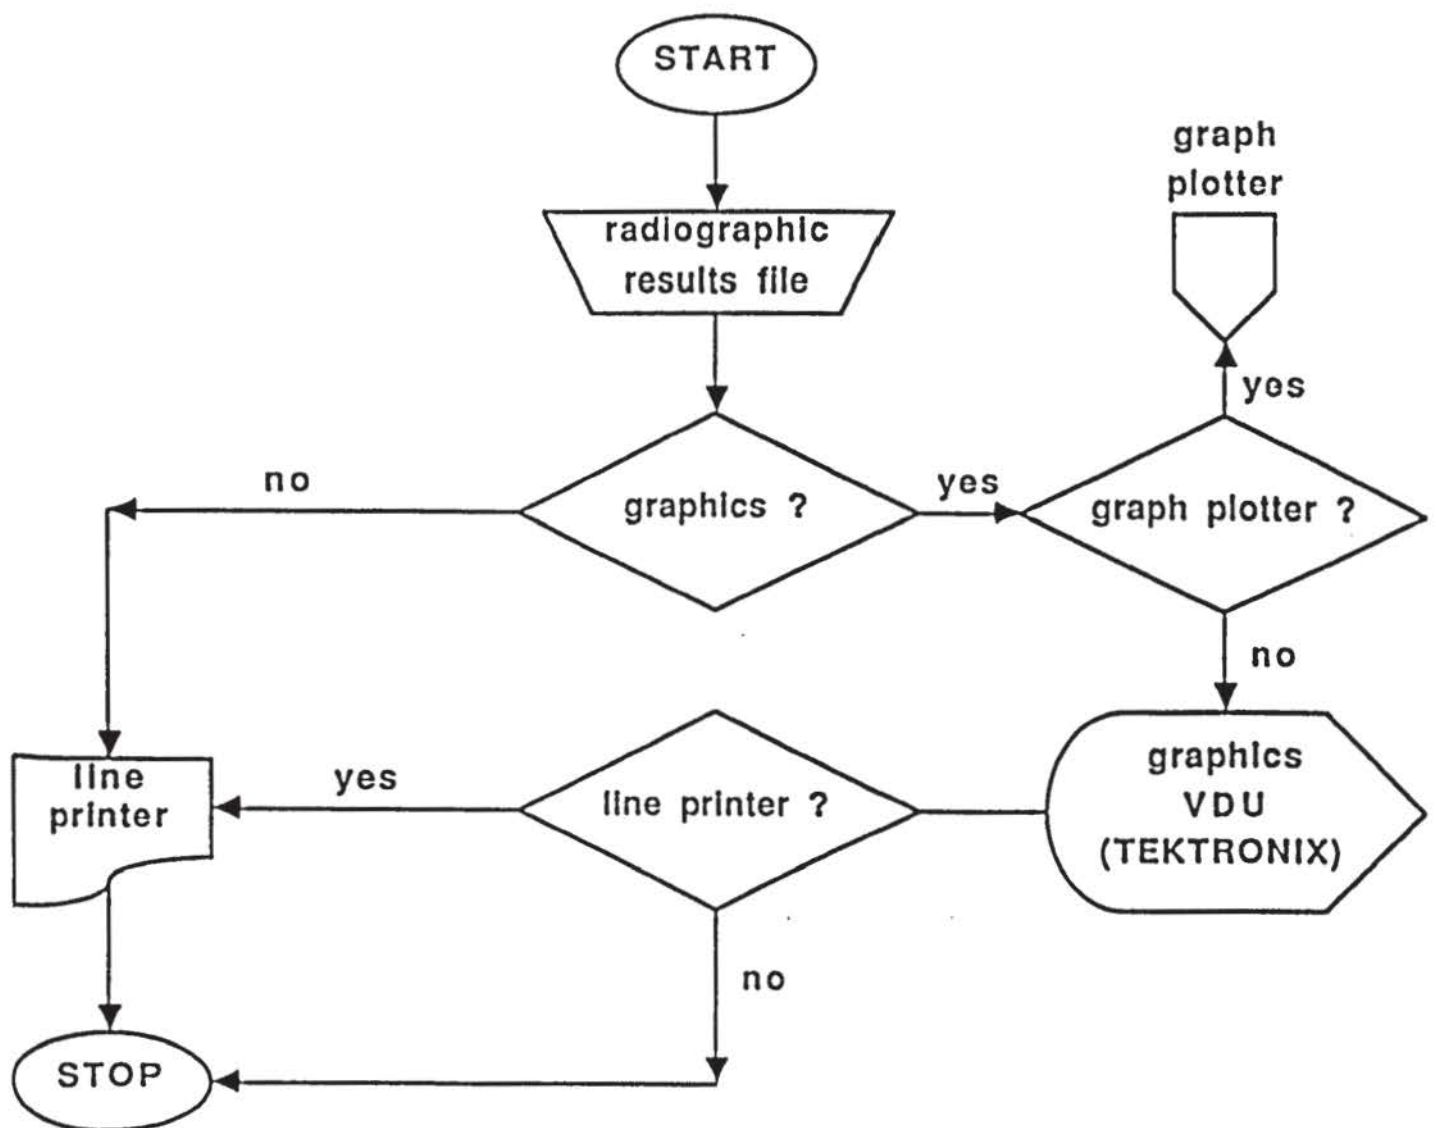 START
graph
plotter
radiographic
results file
yes
no
graphics ?
yes
graph plotter ?
no
line
printer
yes
line printer ?
graphics
VDU
(TEKTRONIX)
no
STOP